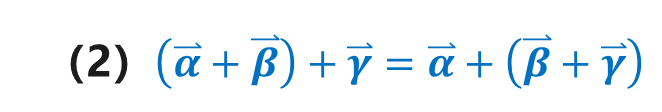 (2) (α⃗ + β⃗) + γ⃗ = α⃗ + (β⃗ + γ⃗)